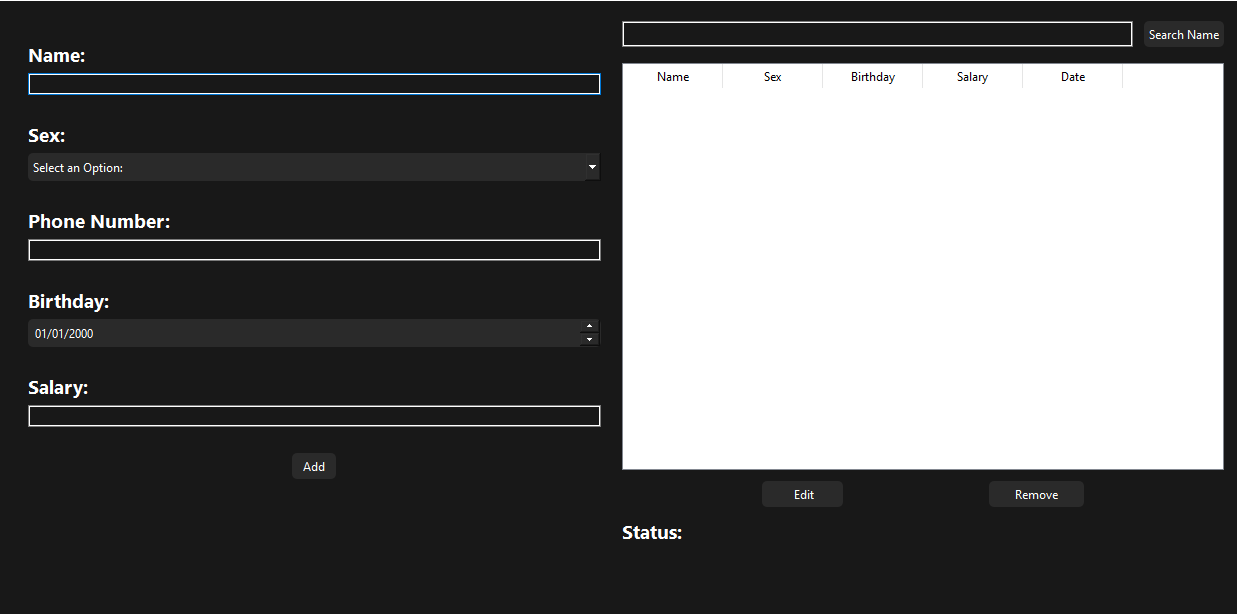 Name:
Sex:
Select an Option:
Phone Number:
Birthday:
01/01/2000
Salary:
Add
Search Name
Name Sex Birthday Salary Date
Edit Remove
Status: